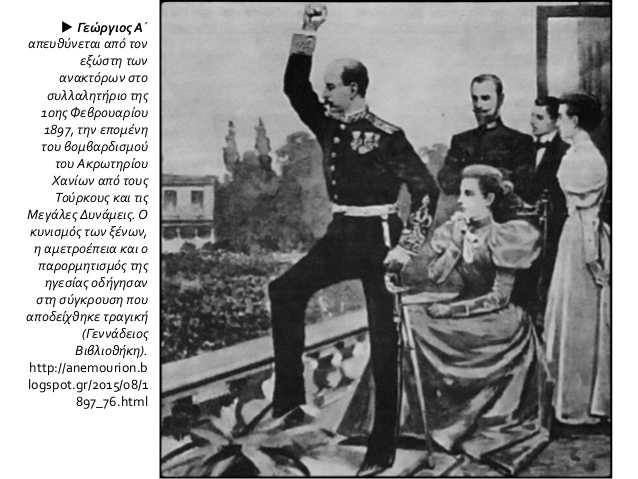 ▶ Γεώργιος Α΄
απευθύνεται από τον
εξώστη των
ανακτόρων στο
συλλαλητήριο της
10ης Φεβρουαρίου
1897, την επομένη
του βομβαρδισμού
του Ακρωτηρίου
Χανίων από τους
Τούρκους και τις
Μεγάλες Δυνάμεις. Ο
κυνισμός των ξένων,
η αμετροέπεια και ο
παρορμητισμός της
ηγεσίας οδήγησαν
στη σύγκρουση που
αποδείχθηκε τραγική
(Γεννάδειος
Βιβλιοθήκη).
http://anemourion.b
logspot.gr/2015/08/1
897_76.html